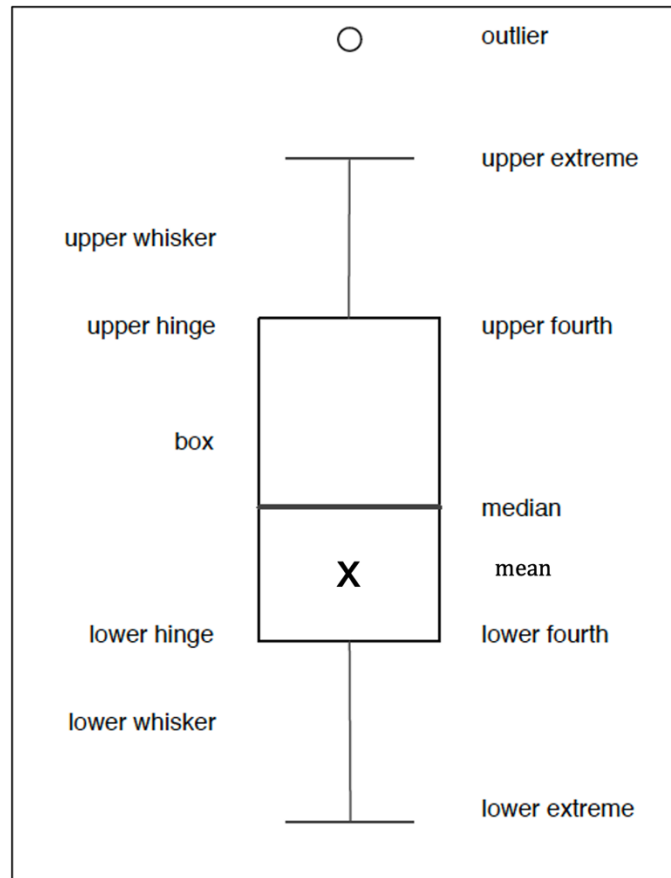 outlier
upper extreme
upper whisker
upper hinge
upper fourth
box
median
X
mean
lower hinge
lower fourth
lower whisker
lower extreme